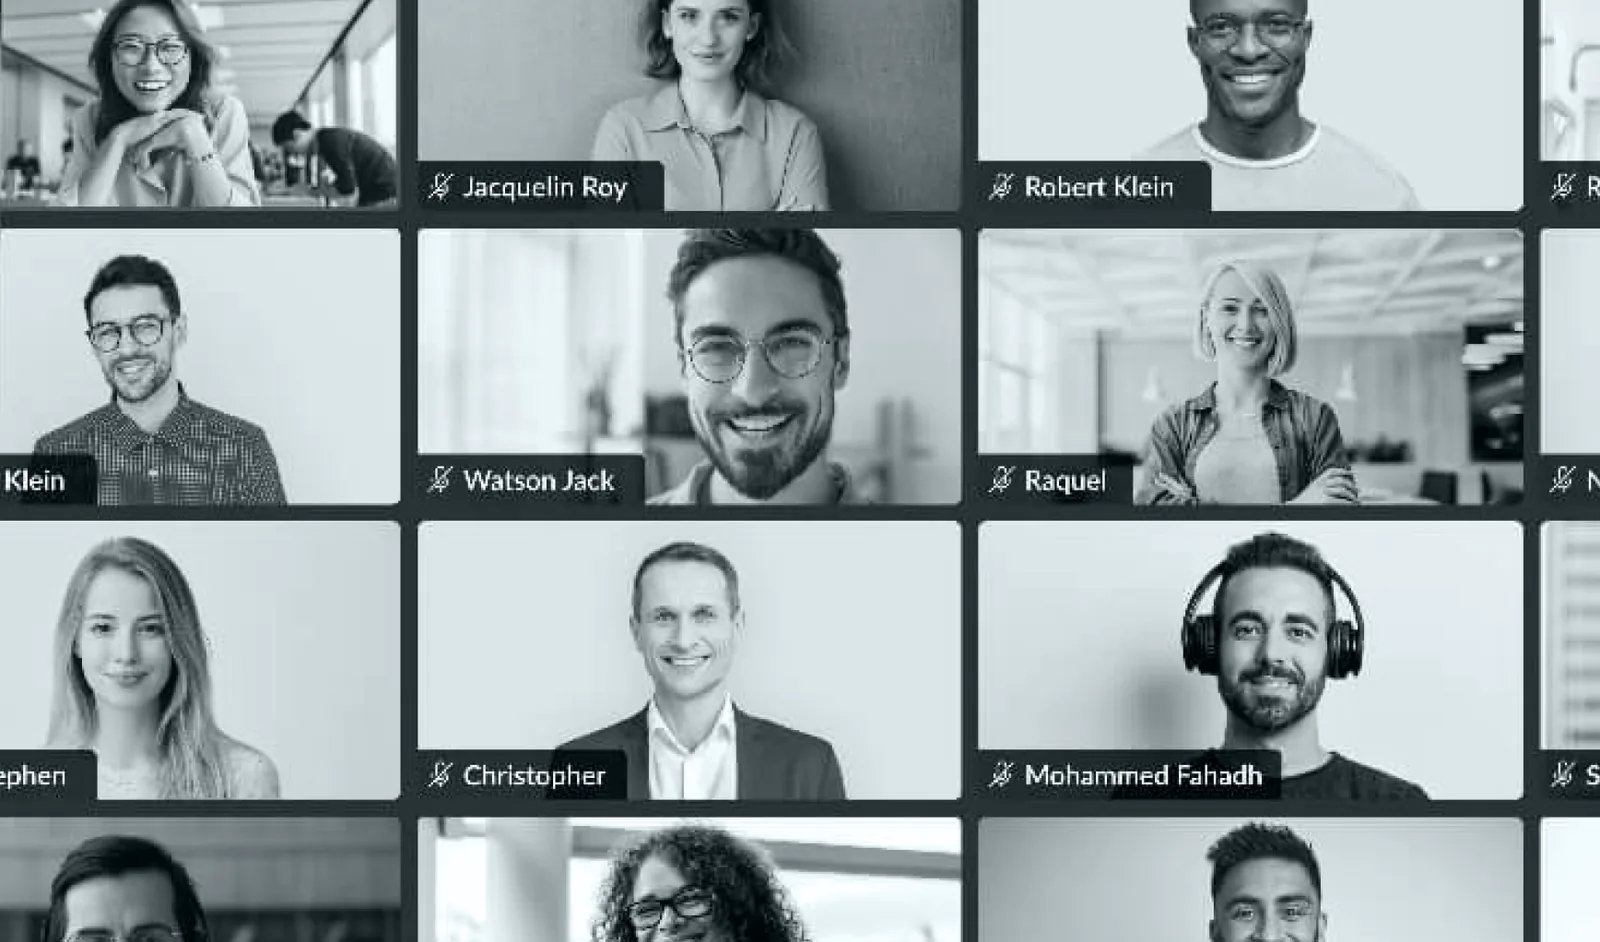 Jacquelin Roy
Robert Klein
R
Klein
Watson Jack
Raquel
N
ephen
Christopher
Mohammed Fahadh
S